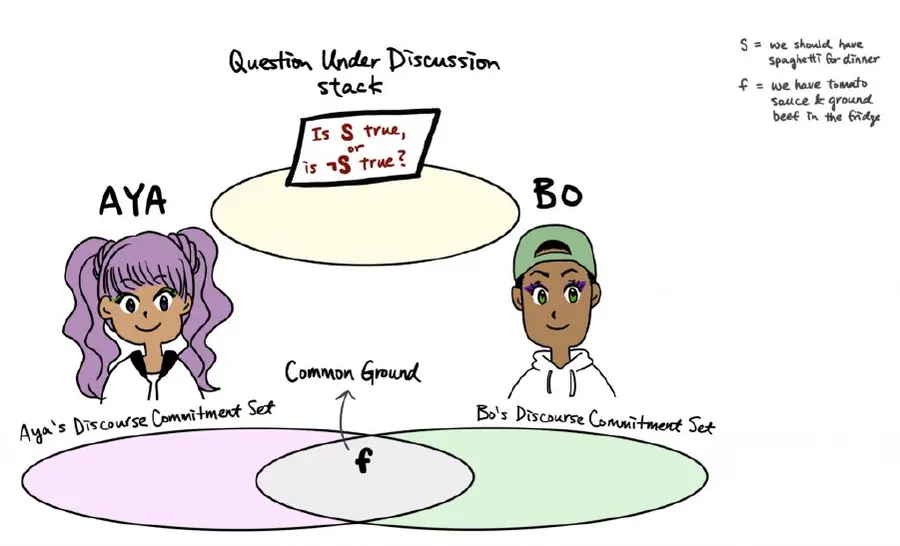 Question Under Discussion
stack
Is S true,
or
is ¬S true?
S = we should have
spaghetti for dinner
f = we have tomato
sauce & ground
beef in the fridge
AYA
BO
Common Ground
Aya's Discourse Commitment Set
Bo's Discourse Commitment Set
f